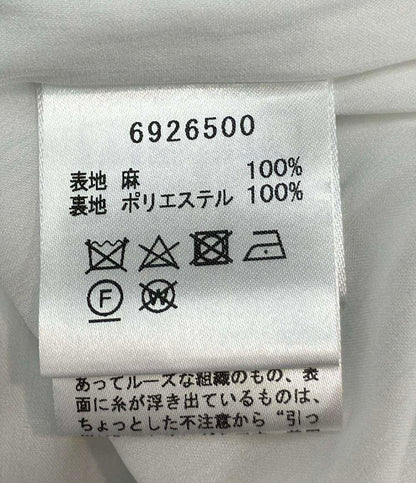 6926500
表地 麻 100%
裏地 ポリエステル 100%
F
W
あってルーズな組織のもの、表
面に糸が浮き出ているものは、
ちょっとした不注意から“引っ